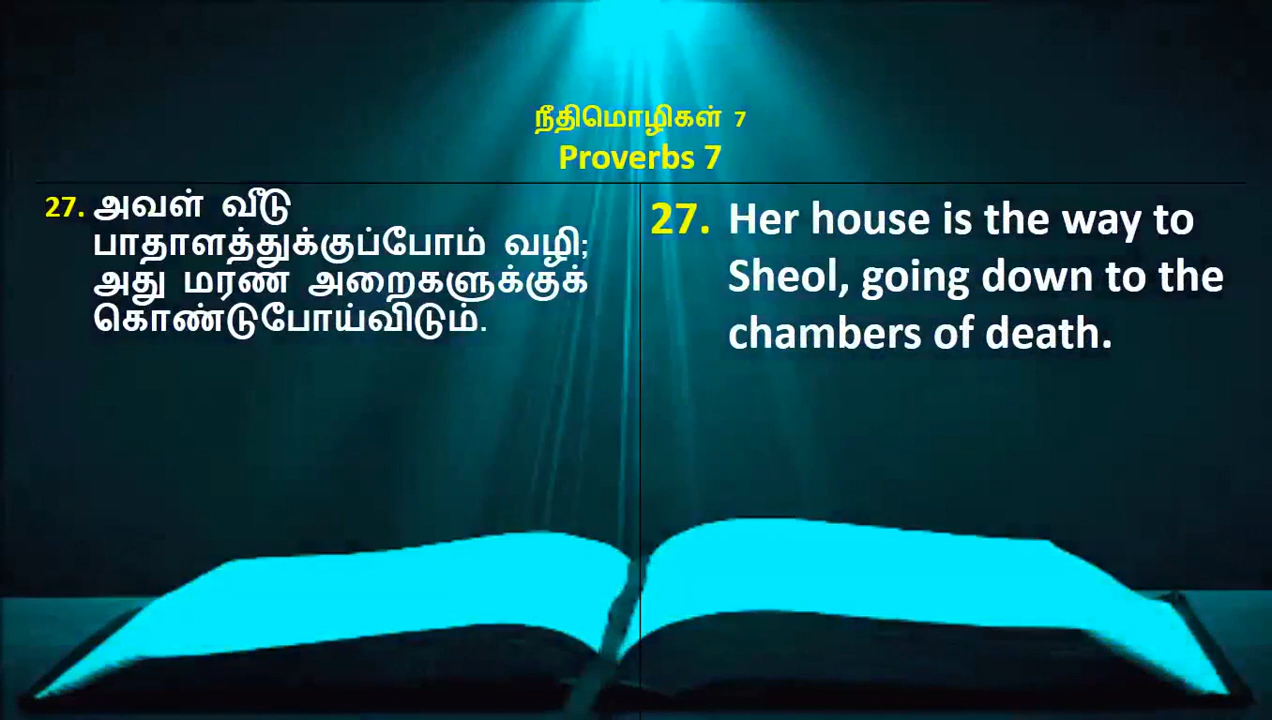 நீதிமொழிகள் 7
Proverbs 7
27. அவள் வீடு
பாதாளத்துக்குப்போம் வழி;
அது மரண அறைகளுக்குக்
கொண்டுபோய்விடும்.
27. Her house is the way to
Sheol, going down to the
chambers of death.